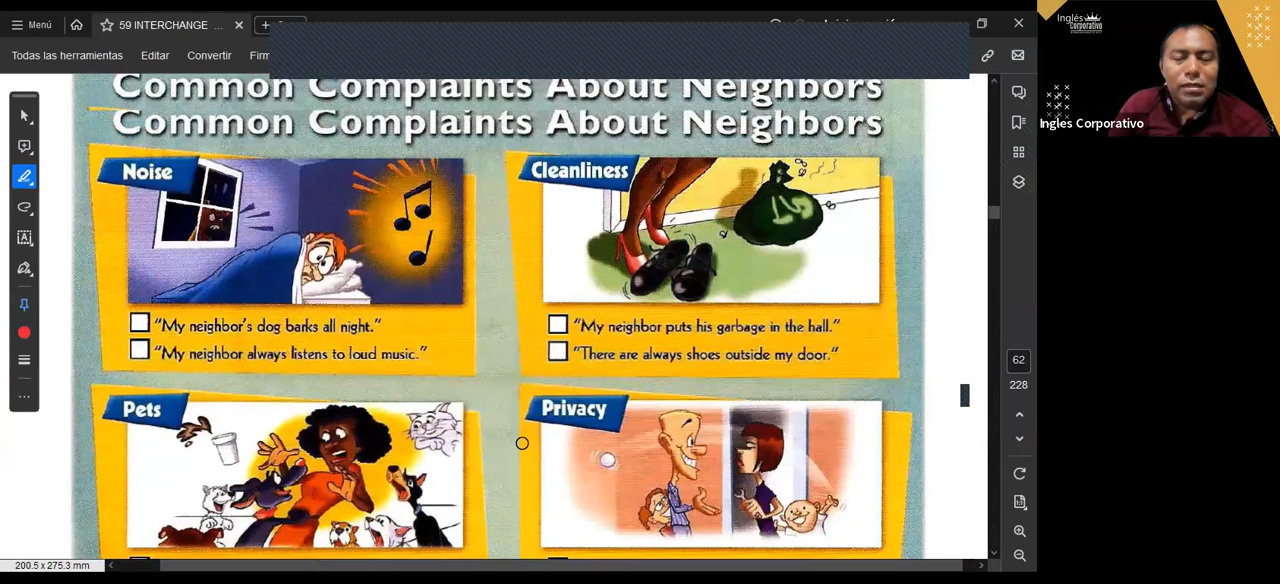 Menú
59 INTERCHANGE ...
Todas las herramientas
Editar
Convertir
Common Complaints About Neighbors
Common Complaints About Neighbors
Noise
"My neighbor's dog barks all night."
"My neighbor always listens to loud music."
Cleanliness
"My neighbor puts his garbage in the hall."
"There are always shoes outside my door."
Pets
Privacy
62
228
200.5 x 275.3 mm
Inglés
Corporativo
Ingles Corporativo